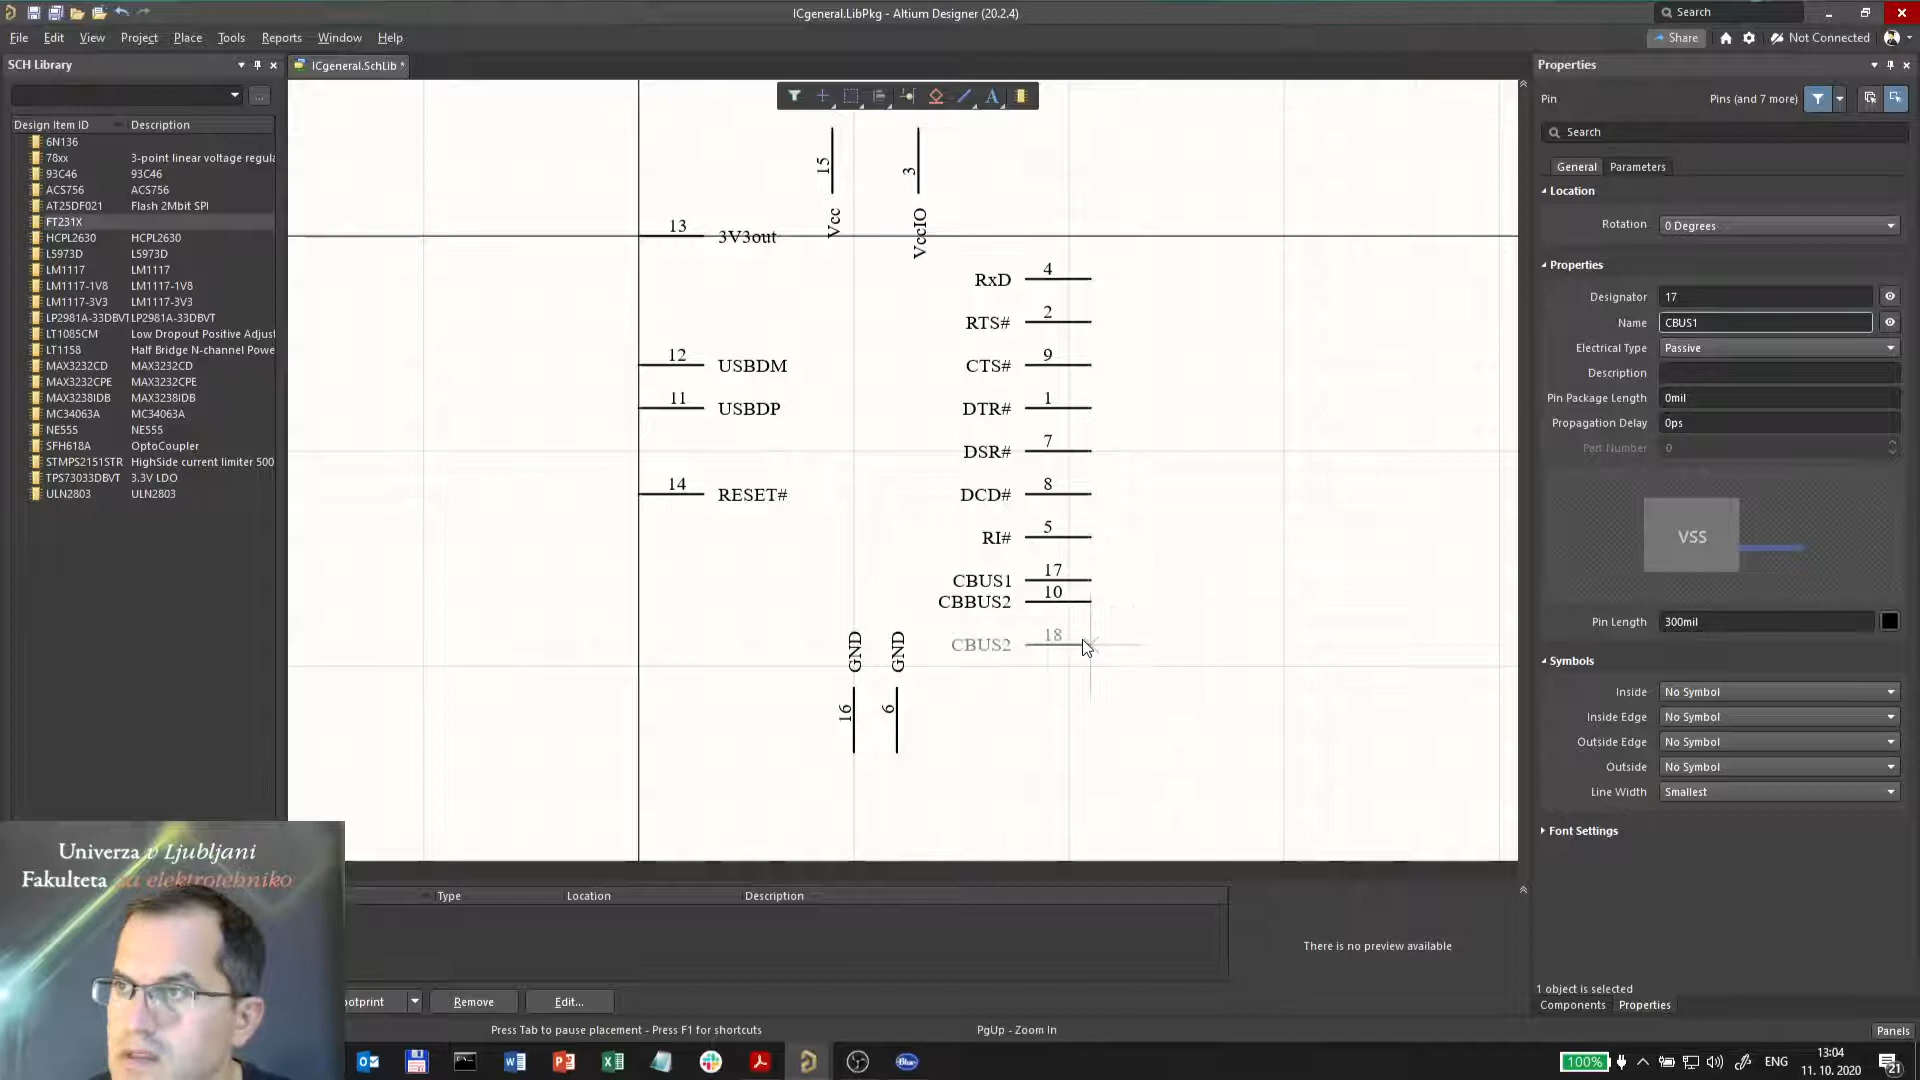 ICgeneral.LibPkg - Altium Designer (20.2.4)
Search
File Edit View Project Place Tools Reports Window Help
Share Not Connected
SCH Library
ICgeneral.SchLib *
Design Item ID Description
6N136
78xx 3-point linear voltage regula
93C46 93C46
ACS756 ACS756
AT25DF021 Flash 2Mbit SPI
FT231X
HCPL2630 HCPL2630
L5973D L5973D
LM1117 LM1117
LM1117-1V8 LM1117-1V8
LM1117-3V3 LM1117-3V3
LP2981A-33DBVT LP2981A-33DBVT
LT1085CM Low Dropout Positive Adjust
LT1158 Half Bridge N-channel Powe
MAX3232CD MAX3232CD
MAX3232CPE MAX3232CPE
MAX3238IDB MAX3238IDB
MC34063A MC34063A
NE555 NE555
SFH618A OptoCoupler
STMPS2151STR HighSide current limiter 500
TPS73033DBVT 3.3V LDO
ULN2803 ULN2803
15 3
Vcc VccIO
13 3V3out
RxD 4
RTS# 2
12 USBDM CTS# 9
11 USBDP DTR# 1
DSR# 7
14 RESET# DCD# 8
RI# 5
CBUS1 17
CBBUS2 10
CBUS2 18
GND GND
16 6
Properties
Pin Pins (and 7 more)
Search
General Parameters
Location
Rotation 0 Degrees
Properties
Designator 17
Name CBUS1
Electrical Type Passive
Description
Pin Package Length 0mil
Propagation Delay 0ps
Part Number 0
VSS
Pin Length 300mil
Symbols
Inside No Symbol
Inside Edge No Symbol
Outside Edge No Symbol
Outside No Symbol
Line Width Smallest
Font Settings
1 object is selected
Components Properties
Univerza v Ljubljani
Fakulteta za elektrotehniko
Type Location Description
There is no preview available
ootprint Remove Edit...
Press Tab to pause placement - Press F1 for shortcuts PgUp - Zoom In
Panels
Blue
100% ENG 13:04
11. 10. 2020
21